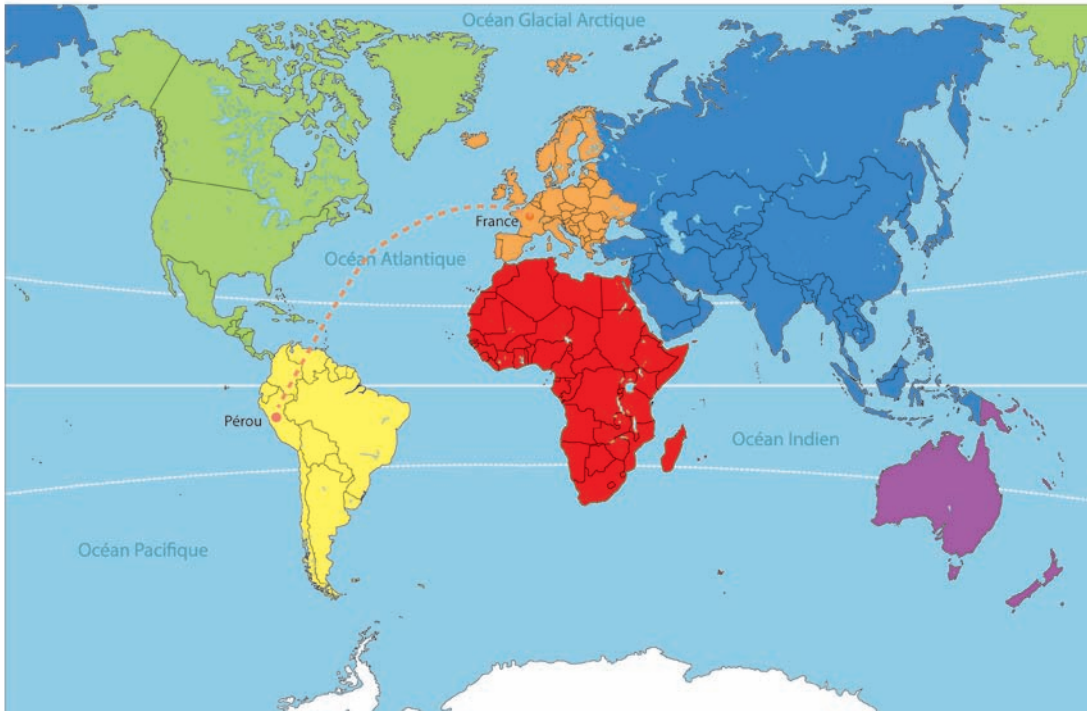 Océan Glacial Arctique
France
Océan Atlantique
Pérou
Océan Indien
Océan Pacifique